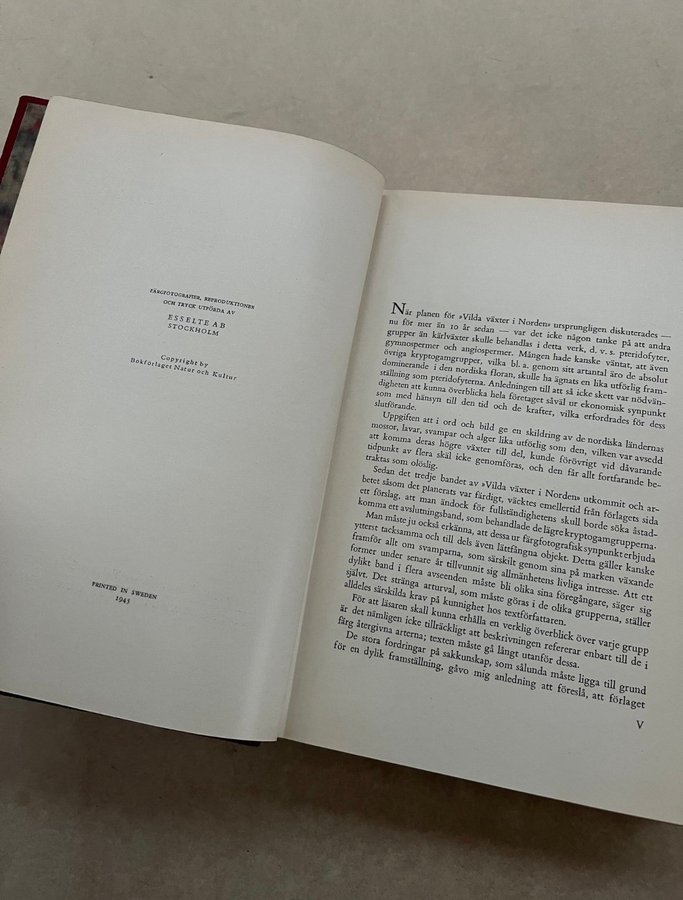 FÄRGFOTOGRAFIER, REPRODUKTIONER
OCH TRYCK UTFÖRDA AV
ESSELTE AB
STOCKHOLM
Copyright by
Bokförlaget Natur och Kultur
PRINTED IN SWEDEN
1945
När planen för »Vilda växter i Norden» ursprungligen diskuterades —
nu för mer än 10 år sedan — var det icke någon tanke på att andra
grupper än kärlväxter skulle behandlas i detta verk, d. v. s. pteridofyter,
gymnospermer och angiospermer. Mången hade kanske väntat, att även
övriga kryptogamgrupper, vilka bl. a. genom sitt artantal äro de absolut
dominerande i den nordiska floran, skulle ha ägnats en lika utförlig fram-
ställning som pteridofyterna. Anledningen till att så icke skett var nödvän-
digheten att kunna överblicka hela företaget såväl ur ekonomisk synpunkt
som med hänsyn till den tid och de krafter, vilka erfordrades för dess
slutförande.
Uppgiften att i ord och bild ge en skildring av de nordiska ländernas
mossor, lavar, svampar och alger lika utförlig som den, vilken var avsedd
att komma deras högre växter till del, kunde förövrigt vid dåvarande
tidpunkt av flera skäl icke genomföras, och den får allt fortfarande be-
traktas som olöslig.
Sedan det tredje bandet av »Vilda växter i Norden» utkommit och ar-
betet såsom det planerats var färdigt, väcktes emellertid från förlagets sida
ett förslag, att man ändock för fullständighetens skull borde söka åstad-
komma ett avslutningsband, som behandlade de lägre kryptogamgrupperna.
Man måste ju också erkänna, att dessa ur färgfotografisk synpunkt erbjuda
ytterst tacksamma och till dels även lättfångna objekt. Detta gäller kanske
framför allt om svamparna, som särskilt genom sina på marken växande
former under senare år tillvunnit sig allmänhetens livliga intresse. Att ett
dylikt band i flera avseenden måste bli olika sina föregångare, säger sig
självt. Det stränga arturval, som måste göras i de olika grupperna, ställer
alldeles särskilda krav på kunnighet hos textförfattaren.
För att läsaren skall kunna erhålla en verklig överblick över varje grupp
är det nämligen icke tillräckligt att beskrivningen refererar enbart till de i
färg återgivna arterna; texten måste gå långt utanför dessa.
De stora fordringar på sakkunskap, som sålunda måste ligga till grund
för en dylik framställning, gåvo mig anledning att föreslå, att förlaget
V